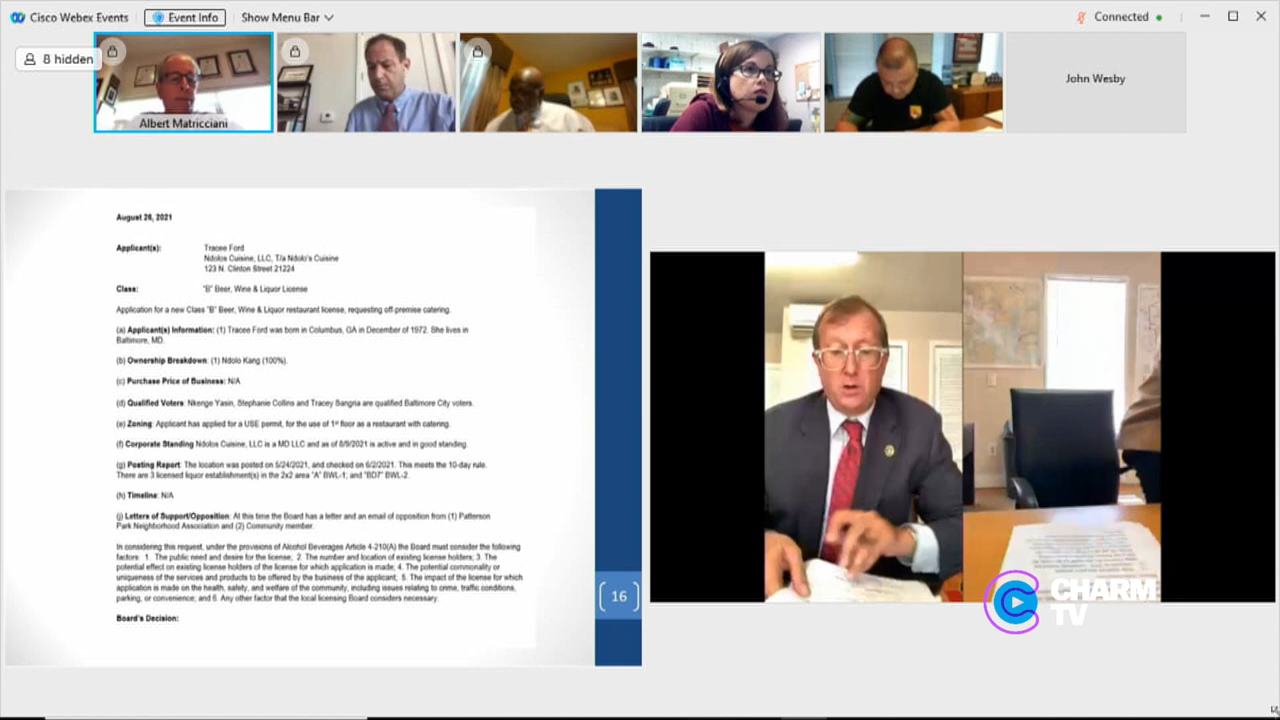 Cisco Webex Events
Event Info
Show Menu Bar
Connected
8 hidden
Albert Matricciani
John Wesby
August 26, 2021
Applicant(s): Tracee Ford
Ndolos Cuisine, LLC, T/a Ndolo's Cuisine
123 N. Clinton Street 21224
Class: "B" Beer, Wine & Liquor License
Application for a new Class "B" Beer, Wine & Liquor restaurant license, requesting off-premise catering.
(a) Applicant(s) Information: (1) Tracee Ford was born in Columbus, GA in December of 1972. She lives in
Baltimore, MD.
(b) Ownership Breakdown: (1) Ndolo Kang (100%).
(c) Purchase Price of Business: N/A
(d) Qualified Voters: Nkenge Yasin, Stephanie Collins and Tracey Sangria are qualified Baltimore City voters.
(e) Zoning: Applicant has applied for a USE permit, for the use of 1st floor as a restaurant with catering.
(f) Corporate Standing Ndolos Cuisine, LLC is a MD LLC and as of 8/9/2021 is active and in good standing.
(g) Posting Report: The location was posted on 5/24/2021, and checked on 6/2/2021. This meets the 10-day rule.
There are 3 licensed liquor establishment(s) in the 2x2 area "A" BWL-1; and "BD7" BWL-2.
(h) Timeline: N/A
(j) Letters of Support/Opposition: At this time the Board has a letter and an email of opposition from (1) Patterson
Park Neighborhood Association and (2) Community member.
In considering this request, under the provisions of Alcohol Beverages Article 4-210(A) the Board must consider the following
factors: 1. The public need and desire for the license; 2. The number and location of existing license holders; 3. The
potential effect on existing license holders of the license for which application is made; 4. The potential commonality or
uniqueness of the services and products to be offered by the business of the applicant; 5. The impact of the license for which
application is made on the health, safety, and welfare of the community, including issues relating to crime, traffic conditions,
parking, or convenience; and 6. Any other factor that the local licensing Board considers necessary.
Board's Decision:
16
CHARM
TV